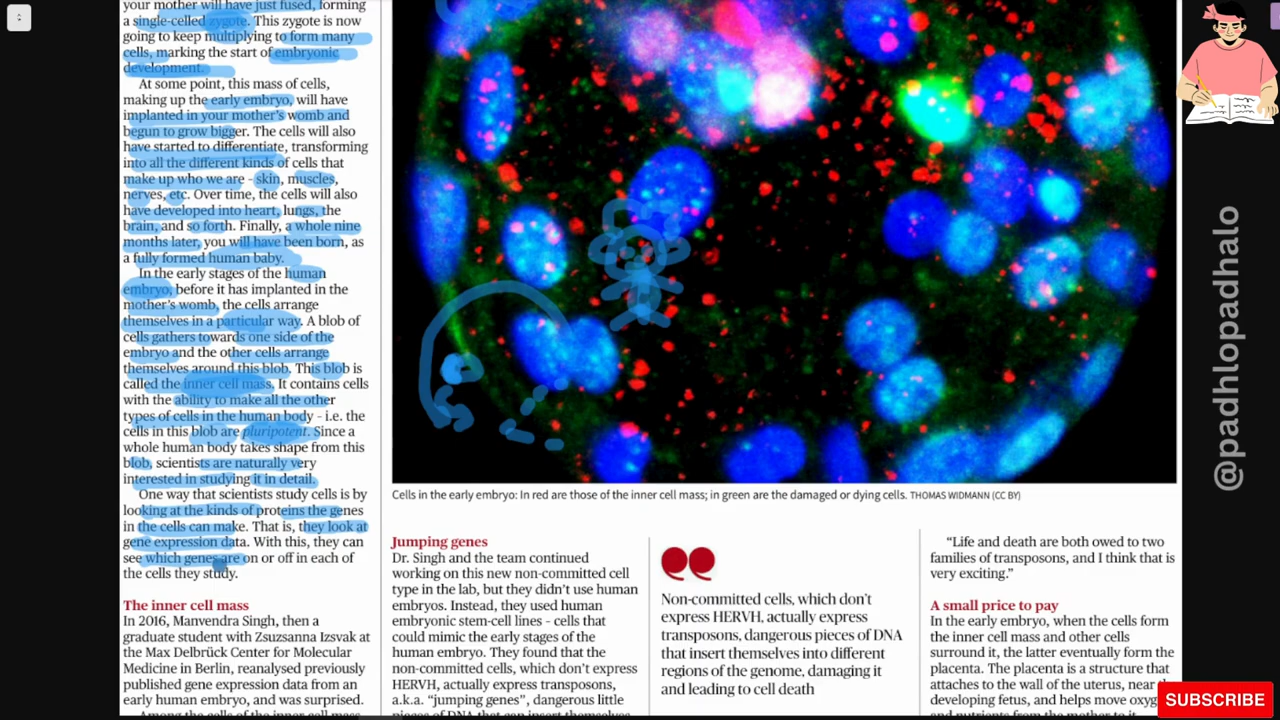 your mother will have just fused, forming
a single-celled zygote. This zygote is now
going to keep multiplying to form many
cells, marking the start of embryonic
development.
At some point, this mass of cells,
making up the early embryo, will have
implanted in your mother's womb and
begun to grow bigger. The cells will also
have started to differentiate, transforming
into all the different kinds of cells that
make up who we are - skin, muscles,
nerves, etc. Over time, the cells will also
have developed into heart, lungs, the
brain, and so forth. Finally, a whole nine
months later, you will have been born, as
a fully formed human baby.
In the early stages of the human
embryo, before it has implanted in the
mother's womb, the cells arrange
themselves in a particular way. A blob of
cells gathers towards one side of the
embryo and the other cells arrange
themselves around this blob. This blob is
called the inner cell mass. It contains cells
with the ability to make all the other
types of cells in the human body - i.e. the
cells in this blob are pluripotent. Since a
whole human body takes shape from this
blob, scientists are naturally very
interested in studying it in detail.
One way that scientists study cells is by
looking at the kinds of proteins the genes
in the cells can make. That is, they look at
gene expression data. With this, they can
see which genes are on or off in each of
the cells they study.
The inner cell mass
In 2016, Manvendra Singh, then a
graduate student with Zsuzsanna Izsvak at
the Max Delbrück Center for Molecular
Medicine in Berlin, reanalysed previously
published gene expression data from an
early human embryo, and was surprised.
Among the cells of the inner cell mass
Cells in the early embryo: In red are those of the inner cell mass; in green are the damaged or dying cells. THOMAS WIDMANN (CC BY)
Jumping genes
Dr. Singh and the team continued
working on this new non-committed cell
type in the lab, but they didn't use human
embryos. Instead, they used human
embryonic stem-cell lines - cells that
could mimic the early stages of the
human embryo. They found that the
non-committed cells, which don't express
HERVH, actually express transposons,
a.k.a. "jumping genes", dangerous little
pieces of DNA that can insert themselves
Non-committed cells, which don't
express HERVH, actually express
transposons, dangerous pieces of DNA
that insert themselves into different
regions of the genome, damaging it
and leading to cell death
"Life and death are both owed to two
families of transposons, and I think that is
very exciting."
A small price to pay
In the early embryo, when the cells form
the inner cell mass and other cells
surround it, the latter eventually form the
placenta. The placenta is a structure that
attaches to the wall of the uterus, near the
developing fetus, and helps move
and nutrients from the mother to it
@padhlopadhalo
SUBSCRIBE